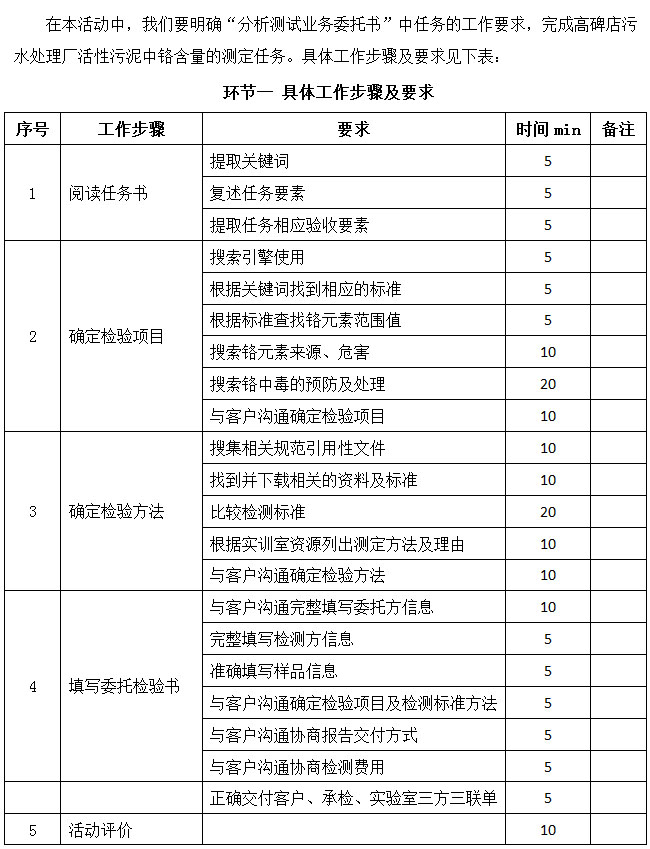 在本活动中，我们要明确“分析测试业务委托书”中任务的工作要求，完成高碑店污
水处理厂活性污泥中铬含量的测定任务。具体工作步骤及要求见下表：
环节一 具体工作步骤及要求
序号 工作步骤 要求 时间 min 备注
提取关键词 5
1 阅读任务书 复述任务要素 5
提取任务相应验收要素 5
搜索引擎使用 5
根据关键词找到相应的标准 5
2 确定检验项目 根据标准查找铬元素范围值 5
搜索铬元素来源、危害 10
搜索铬中毒的预防及处理 20
与客户沟通确定检验项目 10
搜集相关规范引用性文件 10
找到并下载相关的资料及标准 10
3 确定检验方法 比较检测标准 20
根据实训室资源列出测定方法及理由 10
与客户沟通确定检验方法 10
与客户沟通完整填写委托方信息 10
完整填写检测方信息 5
准确填写样品信息 5
4 填写委托检验书 与客户沟通确定检验项目及检测标准方法 5
与客户沟通协商报告交付方式 5
与客户沟通协商检测费用 5
正确交付客户、承检、实验室三方三联单 5
5 活动评价 10